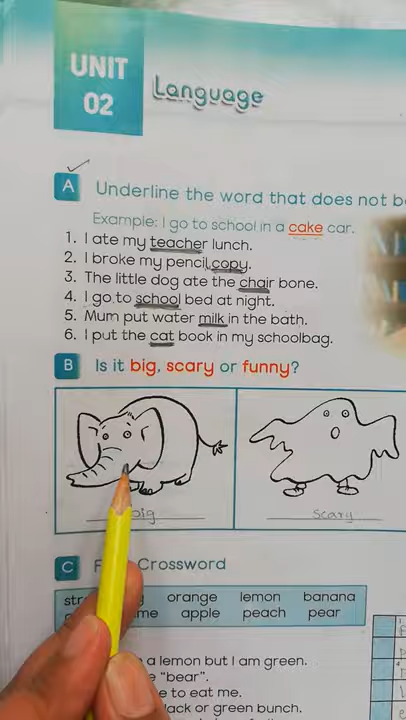 UNIT
02
Language
A Underline the word that does not b
Example: I go to school in a cake car.
1. I ate my teacher lunch.
2. I broke my pencil copy.
3. The little dog ate the chair bone.
4. I go to school bed at night.
5. Mum put water milk in the bath.
6. I put the cat book in my schoolbag.
B Is it big, scary or funny?
big scary
C Crossword
orange lemon banana
apple peach pear
a lemon but I am green.
"bear".
to eat me.
or green bunch.